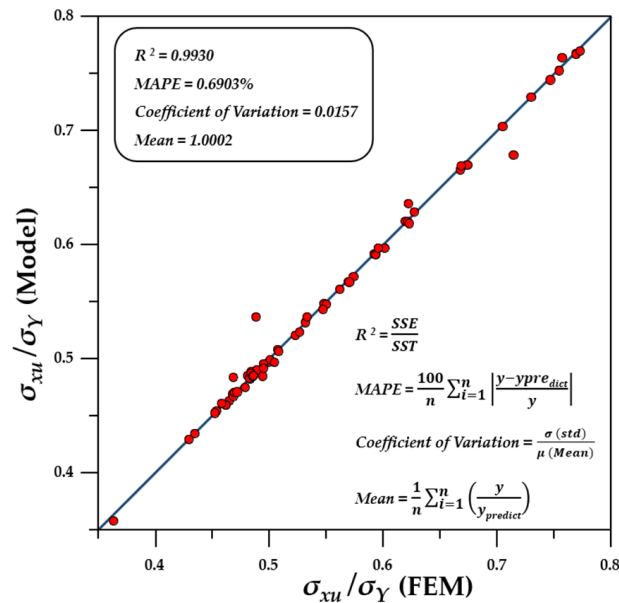 0.8
R² = 0.9930
MAPE = 0.6903%
Coefficient of Variation = 0.0157
Mean = 1.0002
0.7
0.6
σxu/σY (Model)
0.5
R² = SSE/SST
MAPE = 100/n ∑ⁿᵢ₌₁ |y−ypredict/y|
Coefficient of Variation = σ (std)/μ (Mean)
0.4
Mean = 1/n ∑ⁿᵢ₌₁ (y/ypredict)
0.4 0.5 0.6 0.7 0.8
σxu/σY (FEM)